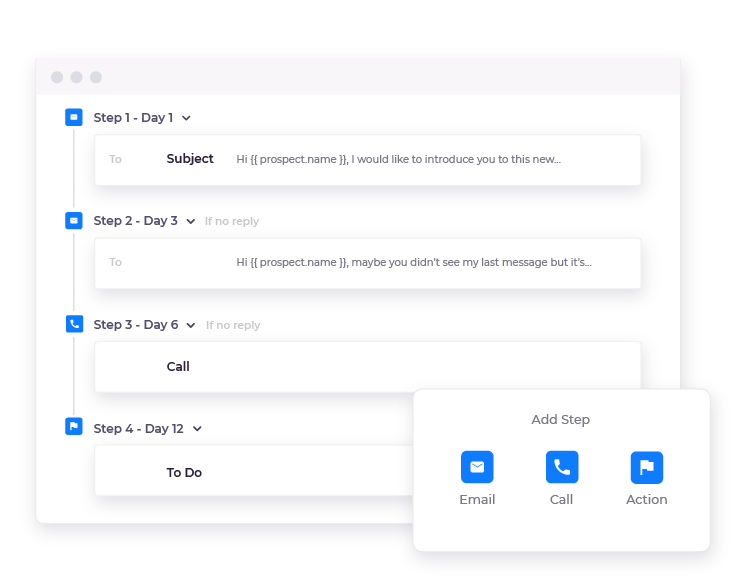 Step 1 - Day 1
To Subject Hi {{ prospect.name }}, I would like to introduce you to this new...
Step 2 - Day 3 If no reply
To Hi {{ prospect.name }}, maybe you didn't see my last message but it's...
Step 3 - Day 6 If no reply
Call
Step 4 - Day 12
To Do
Add Step
Email Call Action